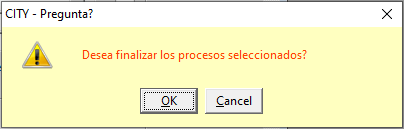 CITY - Pregunta?
Desea finalizar los procesos seleccionados?
OK Cancel